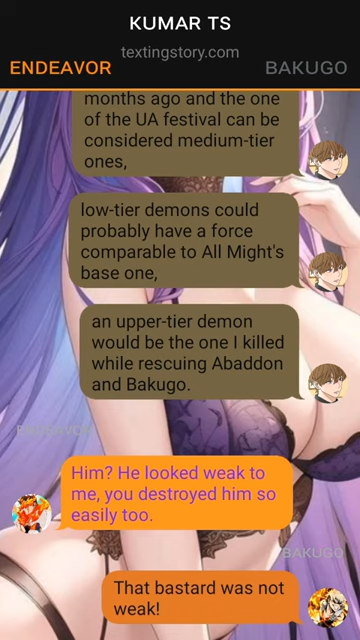 KUMAR TS
textingstory.com
ENDEAVOR
BAKUGO
months ago and the one
of the UA festival can be
considered medium-tier
ones,
low-tier demons could
probably have a force
comparable to All Might's
base one,
an upper-tier demon
would be the one I killed
while rescuing Abaddon
and Bakugo.
ENDEAVOR
Him? He looked weak to
me, you destroyed him so
easily too.
BAKUGO
That bastard was not
weak!